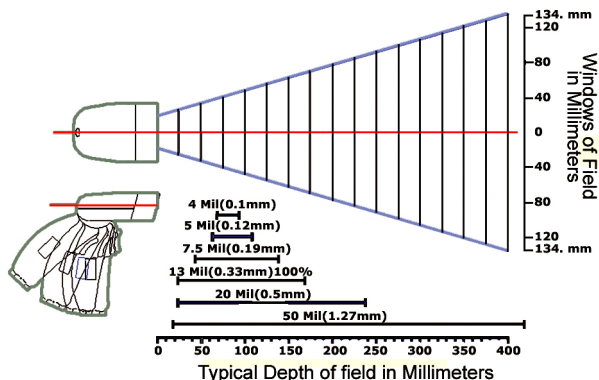 134. mm
120
80
40
0
40
80
120
134. mm
Windows of Field
in Millimeters
4 Mil(0.1mm)
5 Mil(0.12mm)
7.5 Mil(0.19mm)
13 Mil(0.33mm)100%
20 Mil(0.5mm)
50 Mil(1.27mm)
0 50 100 150 200 250 300 350 400
Typical Depth of field in Millimeters